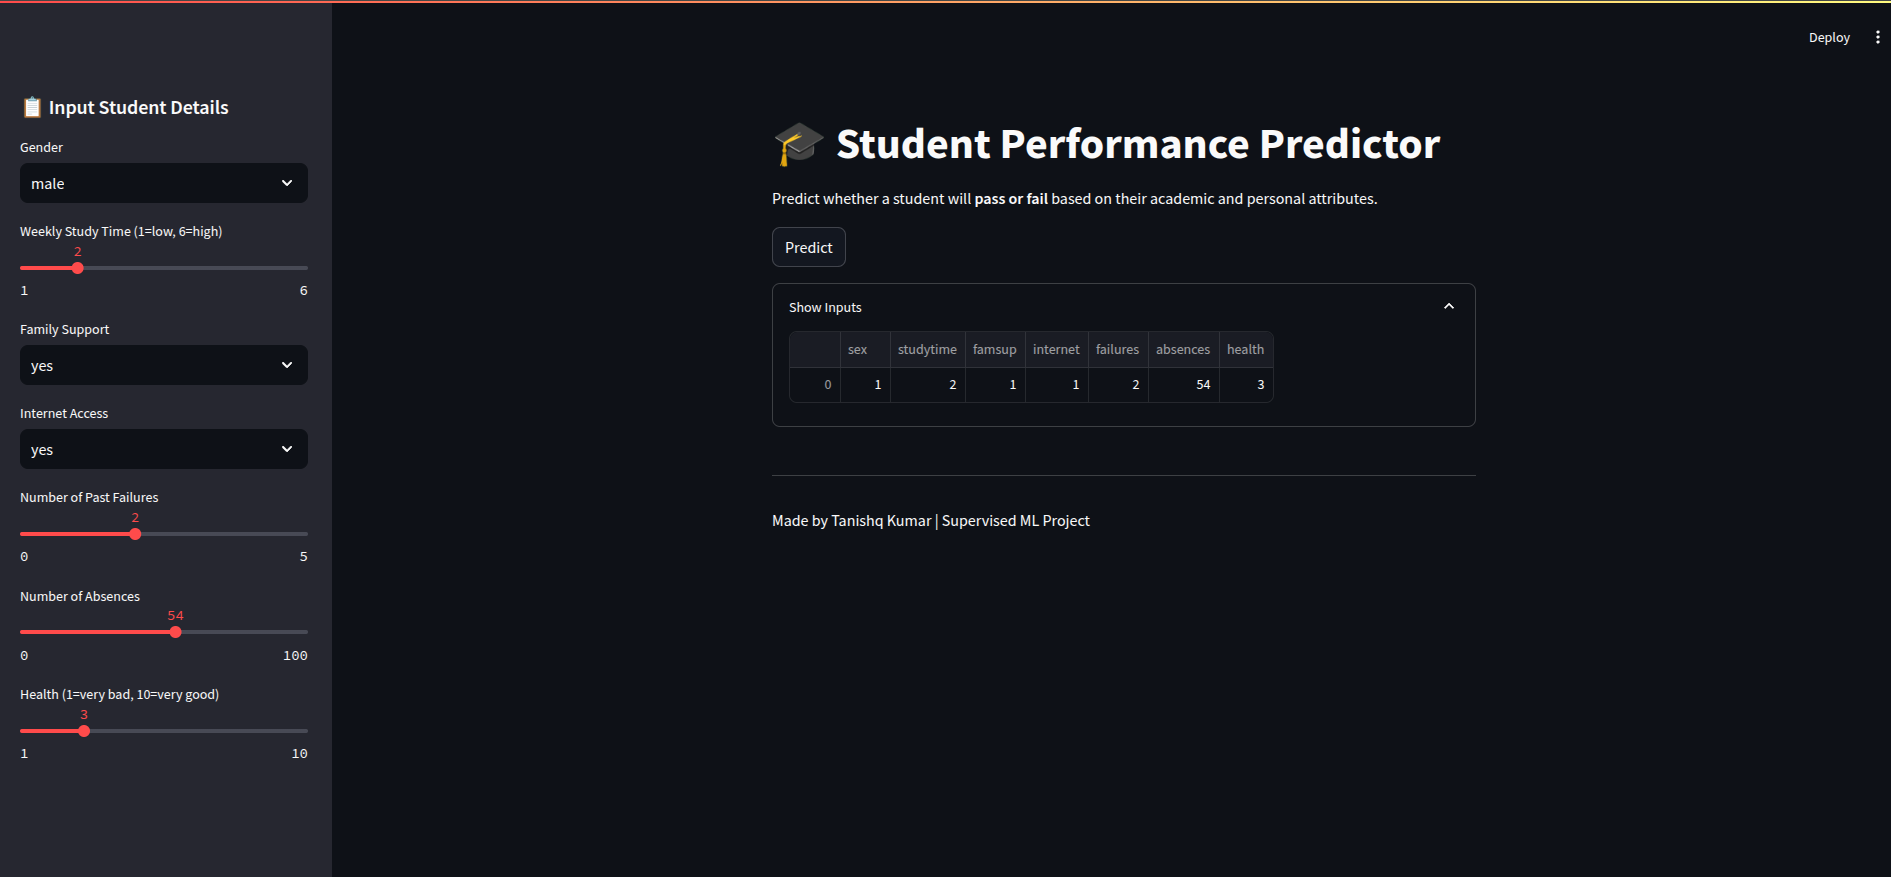 Deploy
📋 Input Student Details
Gender
male
Weekly Study Time (1=low, 6=high)
2
1 6
Family Support
yes
Internet Access
yes
Number of Past Failures
2
0 5
Number of Absences
54
0 100
Health (1=very bad, 10=very good)
3
1 10
🎓 Student Performance Predictor
Predict whether a student will pass or fail based on their academic and personal attributes.
Predict
Show Inputs
sex studytime famsup internet failures absences health
0 1 2 1 1 2 54 3
Made by Tanishq Kumar | Supervised ML Project